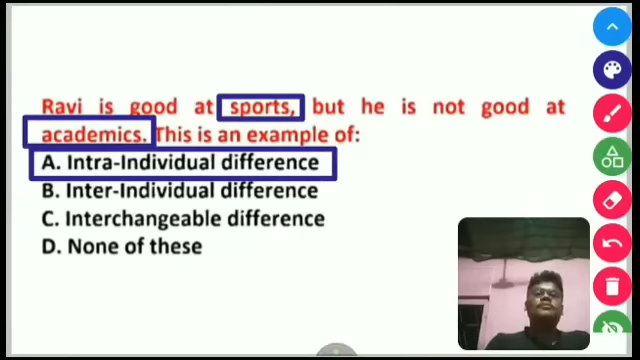 Ravi is good at sports, but he is not good at
academics. This is an example of:
A. Intra-Individual difference
B. Inter-Individual difference
C. Interchangeable difference
D. None of these